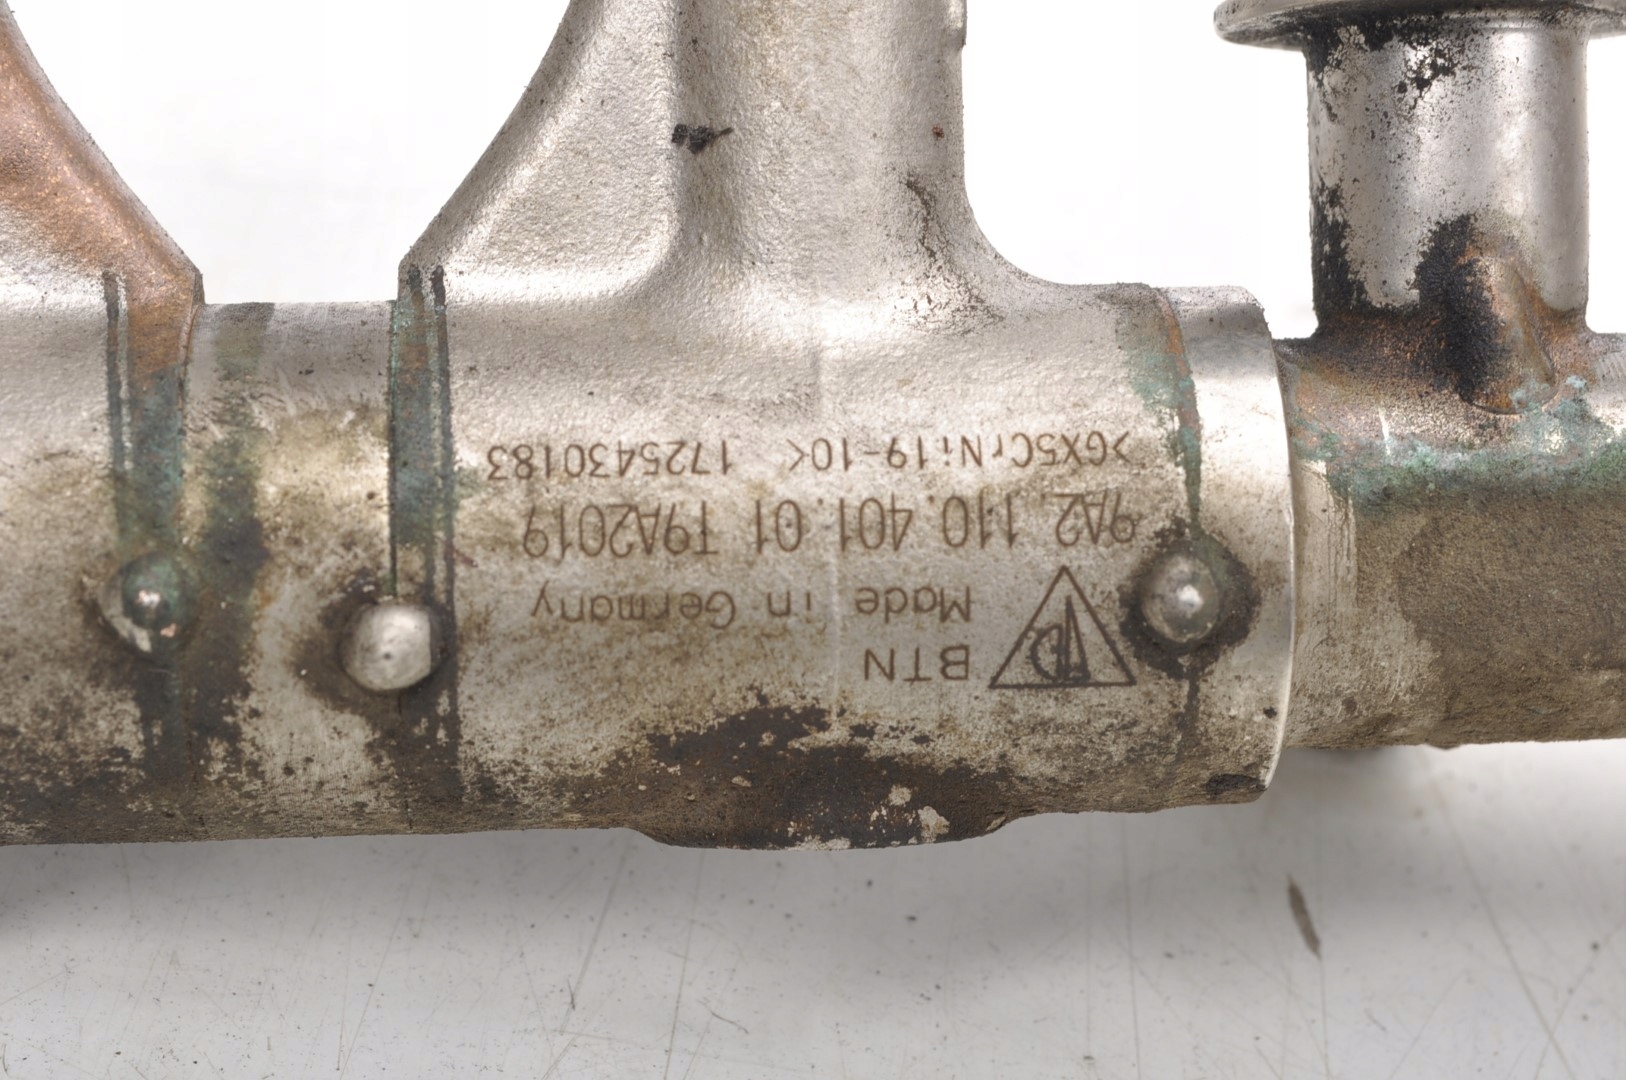 BTN
Made in Germany
9A2.110.401.01 T9A2019
>GX5CrNi19-10< 1725430183